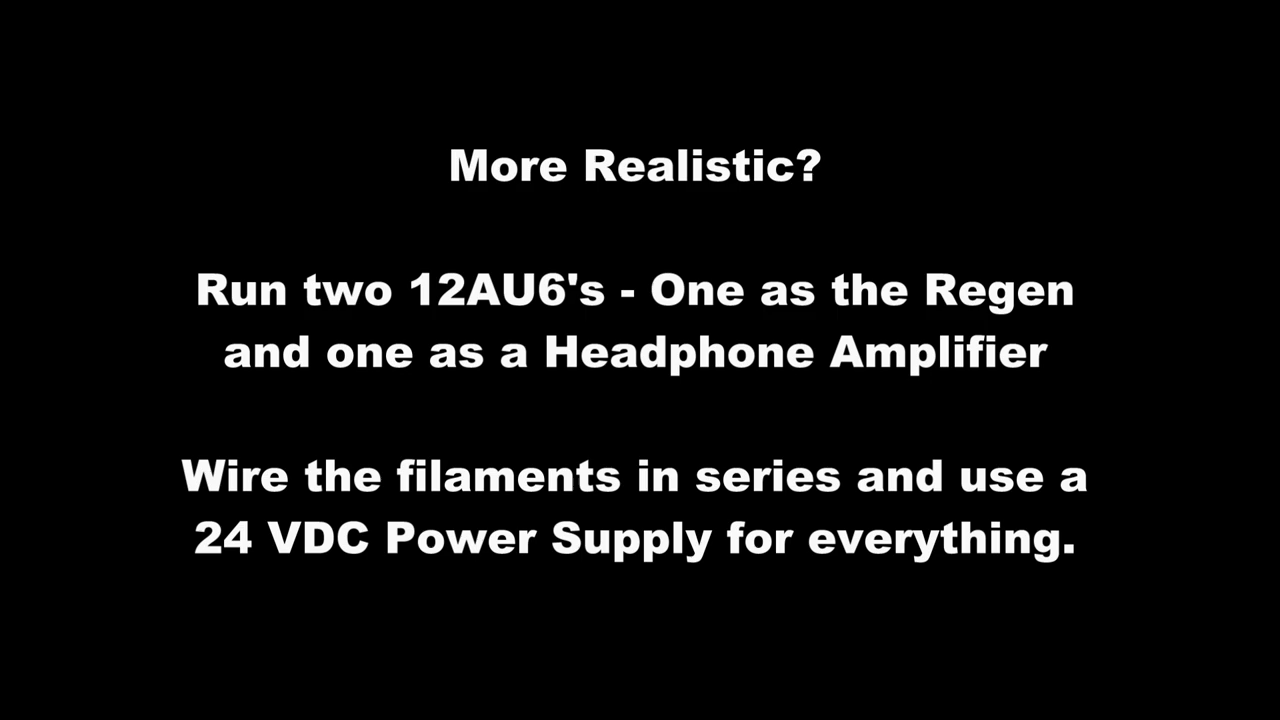 More Realistic?
Run two 12AU6's - One as the Regen
and one as a Headphone Amplifier
Wire the filaments in series and use a
24 VDC Power Supply for everything.